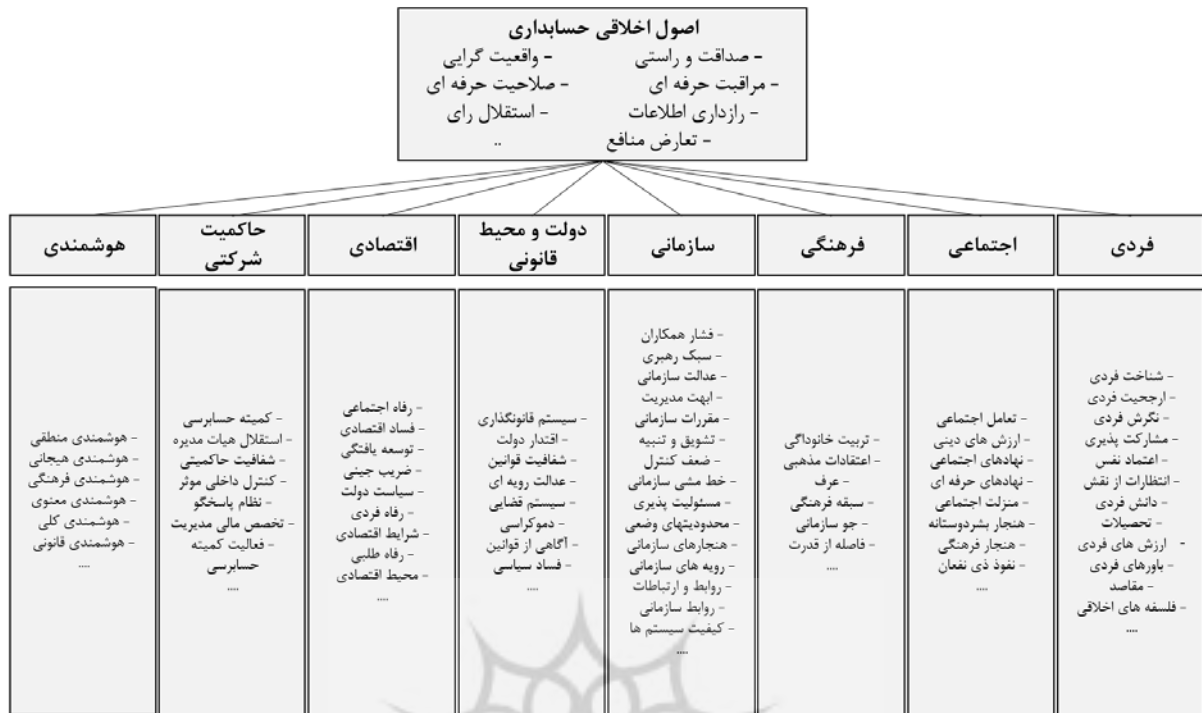 اصول اخلاقی حسابداری
- صداقت و راستی - واقعیت گرایی
- مراقبت حرفه ای - صلاحیت حرفه ای
- رازداری اطلاعات - استقلال رای
- تعارض منافع ..
فردی
اجتماعی
فرهنگی
سازمانی
دولت و محیط
قانونی
اقتصادی
حاکمیت
شرکتی
هوشمندی
- شناخت فردی
- ارجحیت فردی
- نگرش فردی
- مشارکت پذیری
- اعتماد نفس
- انتظارات از نقش
- دانش فردی
- تحصیلات
- ارزش های فردی
- باورهای فردی
- مقاصد
- فلسفه های اخلاقی
....
- تعامل اجتماعی
- ارزش های دینی
- نهادهای اجتماعی
- نهادهای حرفه ای
- منزلت اجتماعی
- هنجار بشردوستانه
- هنجار فرهنگی
- نفوذ ذی نفعان
....
- تربیت خانوداگی
- اعتقادات مذهبی
- عرف
- سبقه فرهنگی
- جو سازمانی
- فاصله از قدرت
....
- فشار همکاران
- سبک رهبری
- عدالت سازمانی
- ابهت مدیریت
- مقررات سازمانی
- تشویق و تنبیه
- ضعف کنترل
- خط مشی سازمانی
- مسئولیت پذیری
- محدودیتهای وضعی
- هنجارهای سازمانی
- رویه های سازمانی
- روابط و ارتباطات
- روابط سازمانی
- کیفیت سیستم ها
....
- سیستم قانونگذاری
- اقتدار دولت
- شفافیت قوانین
- عدالت رویه ای
- سیستم قضایی
- دموکراسی
- آگاهی از قوانین
- فساد سیاسی
....
- رفاه اجتماعی
- فساد اقتصادی
- توسعه یافتگی
- ضریب جینی
- سیاست دولت
- رفاه فردی
- شرایط اقتصادی
- رفاه طلبی
- محیط اقتصادی
....
- کمیته حسابرسی
- استقلال هیات مدیره
- شفافیت حاکمیتی
- کنترل داخلی موثر
- نظام پاسخگو
- تخصص مالی مدیریت
- فعالیت کمیته
حسابرسی
....
- هوشمندی منطقی
- هوشمندی هیجانی
- هوشمندی فرهنگی
- هوشمندی معنوی
- هوشمندی کلی
- هوشمندی قانونی
....